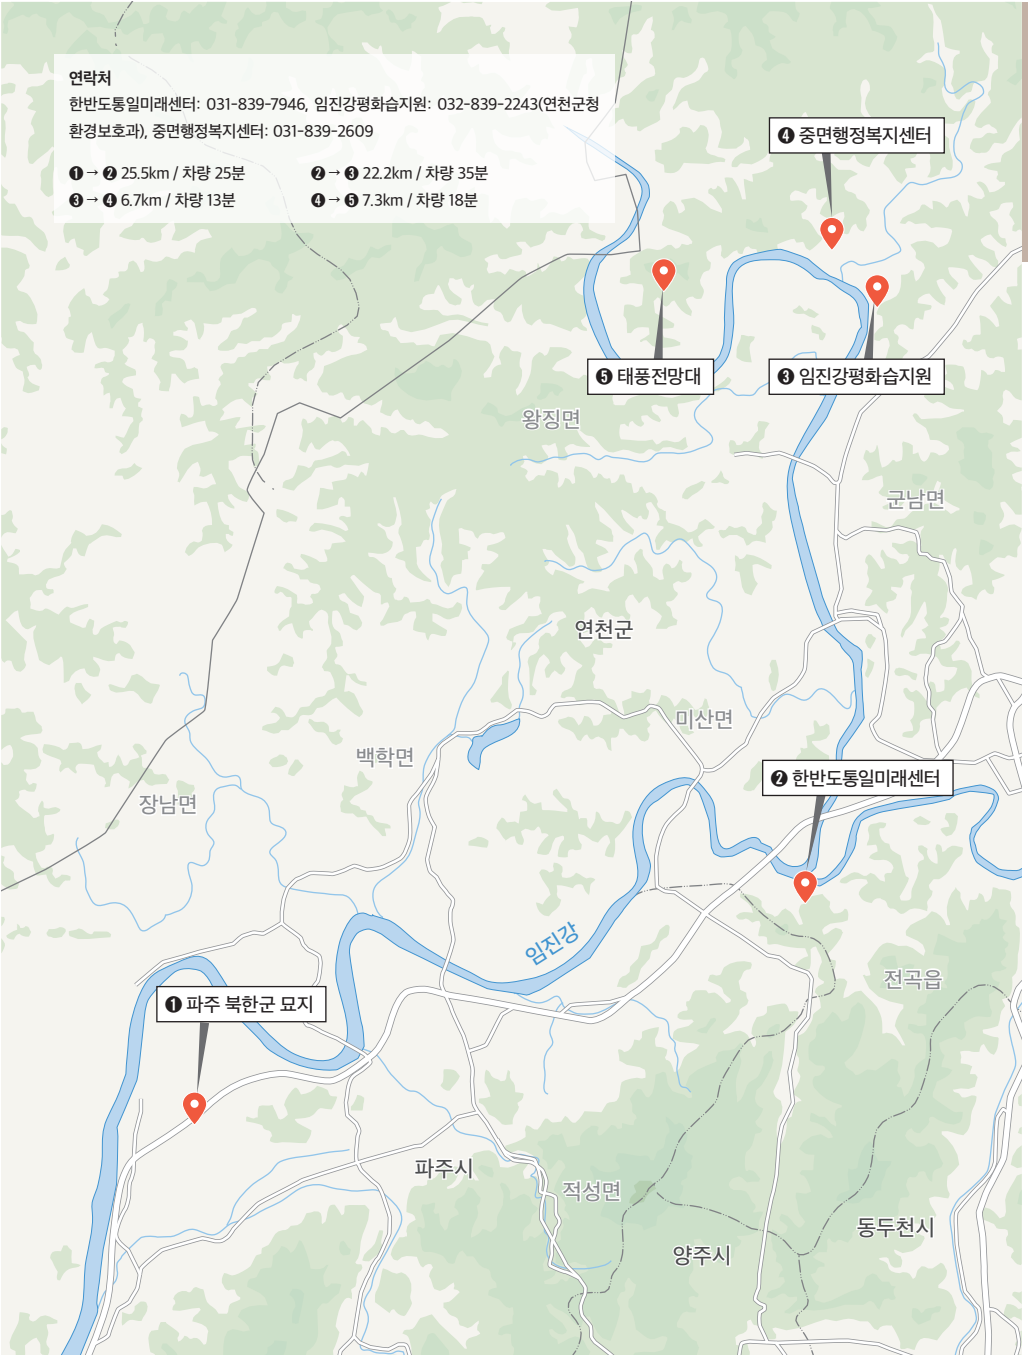 연락처
한반도통일미래센터: 031-839-7946, 임진강평화습지원: 032-839-2243(연천군청
환경보호과), 중면행정복지센터: 031-839-2609
❶ → ❷ 25.5km / 차량 25분
❷ → ❸ 22.2km / 차량 35분
❸ → ❹ 6.7km / 차량 13분
❹ → ❺ 7.3km / 차량 18분
❹ 중면행정복지센터
❺ 태풍전망대
❸ 임진강평화습지원
왕징면
군남면
연천군
미산면
백학면
❷ 한반도통일미래센터
장남면
임진강
전곡읍
❶ 파주 북한군 묘지
파주시
적성면
동두천시
양주시